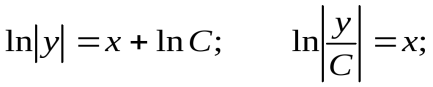 ln|y| = x + ln C;  ln|y/C| = x;